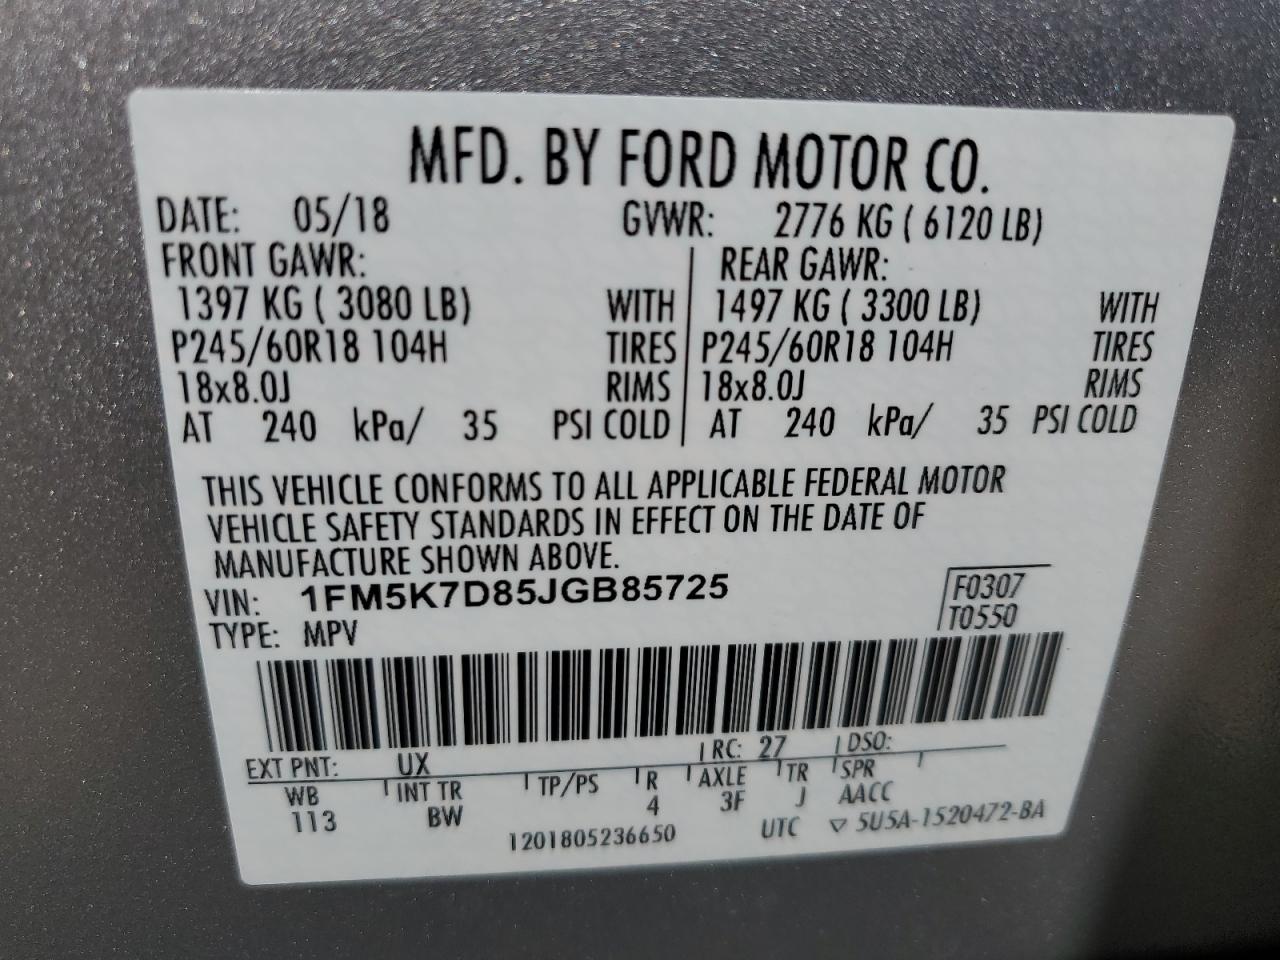 MFD. BY FORD MOTOR CO.
DATE: 05/18 GVWR: 2776 KG ( 6120 LB)
FRONT GAWR: REAR GAWR:
1397 KG ( 3080 LB) WITH 1497 KG ( 3300 LB) WITH
P245/60R18 104H TIRES P245/60R18 104H TIRES
18x8.0J RIMS 18x8.0J RIMS
AT 240 kPa/ 35 PSI COLD AT 240 kPa/ 35 PSI COLD
THIS VEHICLE CONFORMS TO ALL APPLICABLE FEDERAL MOTOR
VEHICLE SAFETY STANDARDS IN EFFECT ON THE DATE OF
MANUFACTURE SHOWN ABOVE.
VIN: 1FM5K7D85JGB85725 F0307
TYPE: MPV T0550
EXT PNT: UX RC: 27 DSO:
WB INT TR TP/PS R AXLE TR SPR
113 BW 4 3F J AACC
1201805236650 UTC ▽ 5U5A-1520472-BA